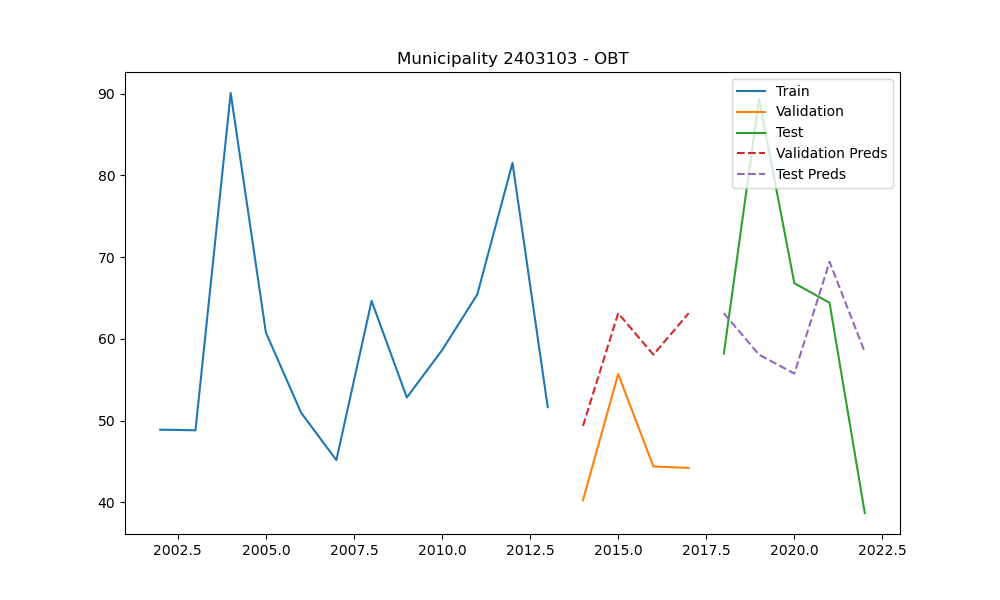 Municipality 2403103 - OBT
Train
Validation
Test
Validation Preds
Test Preds
90
80
70
60
50
40
2002.5 2005.0 2007.5 2010.0 2012.5 2015.0 2017.5 2020.0 2022.5